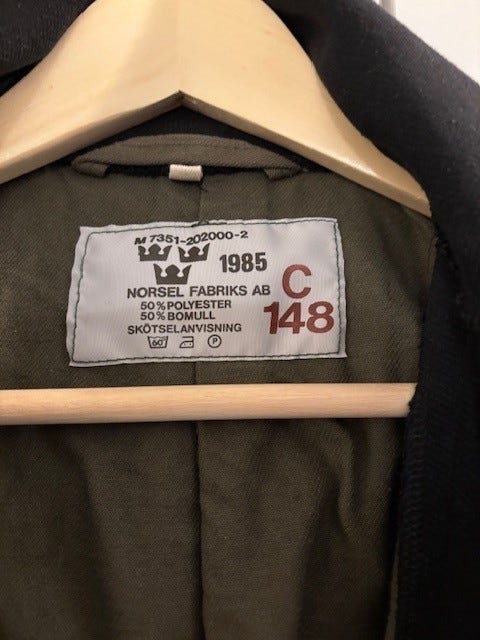 M 7351-202000-2
1985
C
NORSEL FABRIKS AB
50% POLYESTER
148
50% BOMULL
SKÖTSELANVISNING
60° P